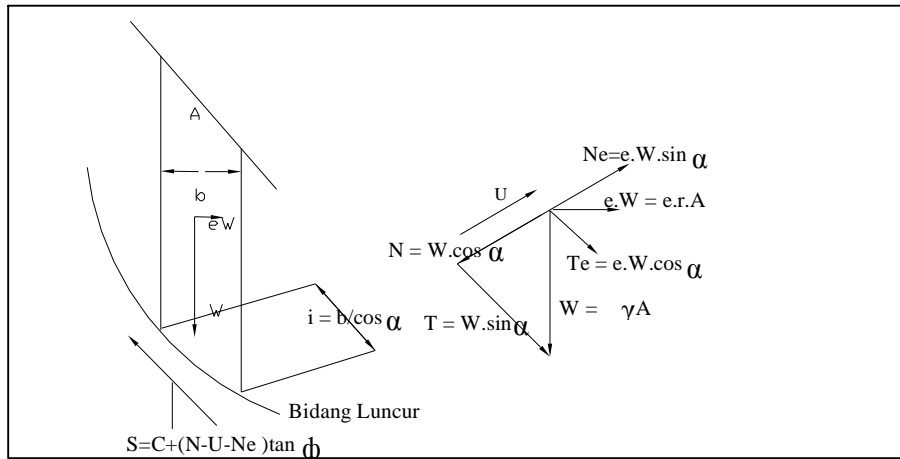 A
b
eW
W
i = b/cos α
Bidang Luncur
S=C+(N-U-Ne )tan ф
Ne=e.W.sin α
U
e.W = e.r.A
N = W.cos α
Te = e.W.cos α
T = W.sin α
W = γA